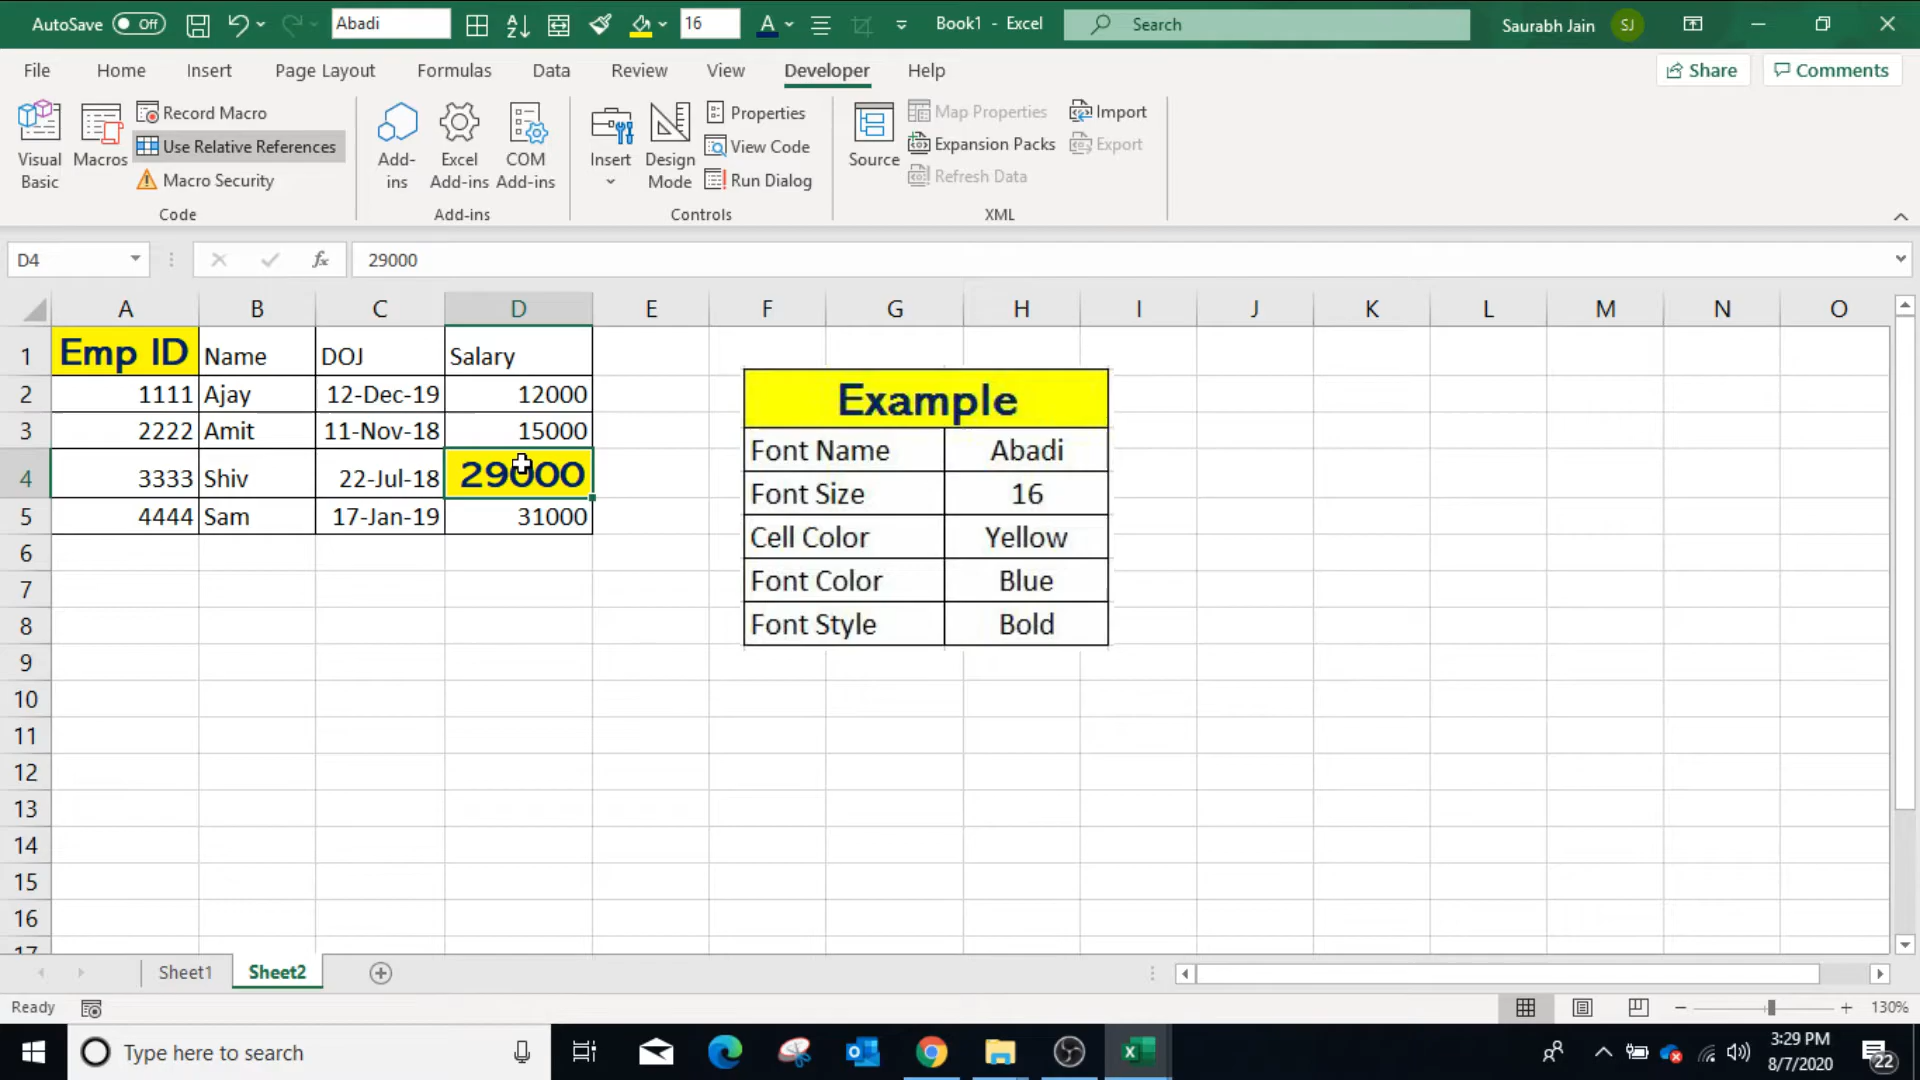 AutoSave Off Abadi 16 A Book1 - Excel Search Saurabh Jain SJ
File Home Insert Page Layout Formulas Data Review View Developer Help Share Comments
Visual Basic
Macros
Record Macro
Use Relative References
Macro Security
Code
Add-ins
Excel Add-ins
COM Add-ins
Add-ins
Insert
Design Mode
Properties
View Code
Run Dialog
Controls
Source
Map Properties
Expansion Packs
Refresh Data
Import
Export
XML
D4 fx 29000
A B C D E F G H I J K L M N O
1 Emp ID Name DOJ Salary
2 1111 Ajay 12-Dec-19 12000
3 2222 Amit 11-Nov-18 15000
4 3333 Shiv 22-Jul-18 29000
5 4444 Sam 17-Jan-19 31000
6
7
8
9
10
11
12
13
14
15
16
17
Example
Font Name Abadi
Font Size 16
Cell Color Yellow
Font Color Blue
Font Style Bold
Sheet1 Sheet2
Ready 130%
Type here to search
3:29 PM
8/7/2020
22